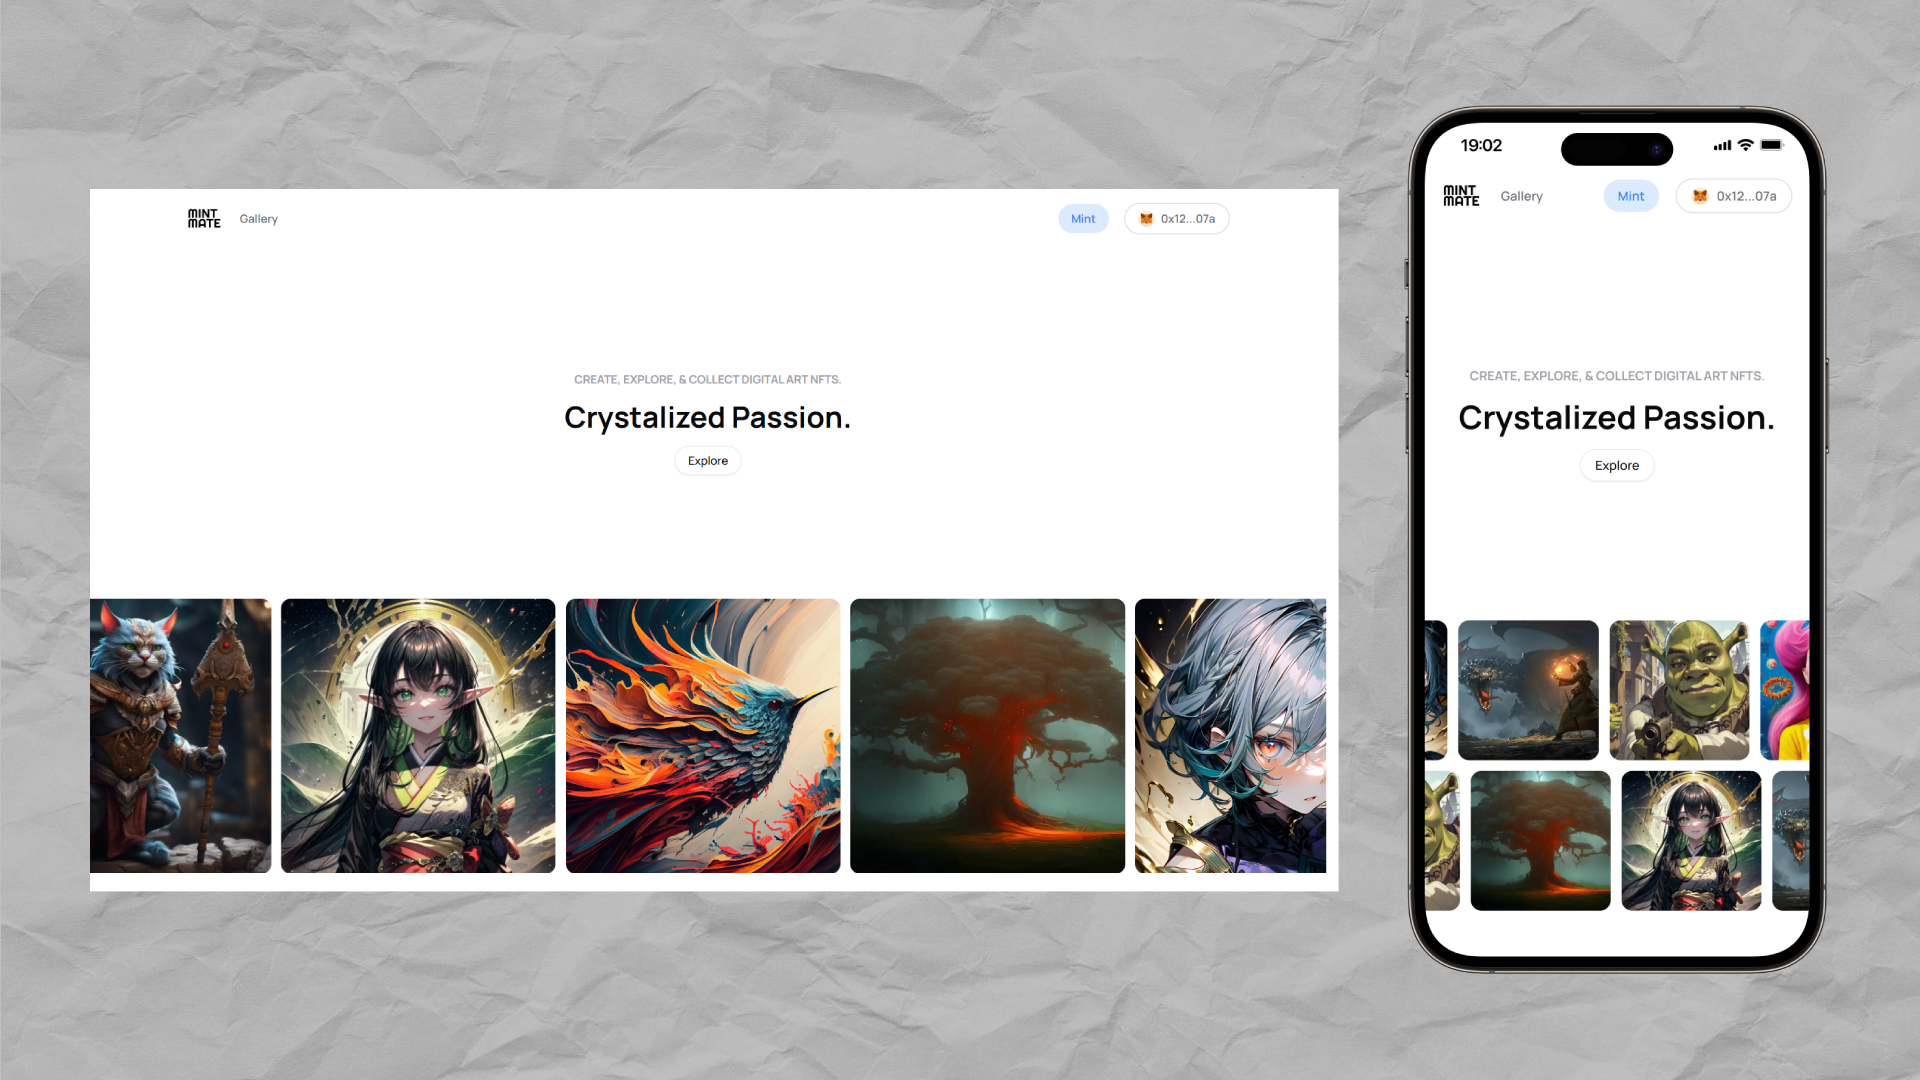 MINT
MATE
Gallery
Mint
0x12...07a
CREATE, EXPLORE, & COLLECT DIGITAL ART NFTS.
Crystalized Passion.
Explore
19:02
MINT
MATE
Gallery
Mint
0x12...07a
CREATE, EXPLORE, & COLLECT DIGITAL ART NFTS.
Crystalized Passion.
Explore